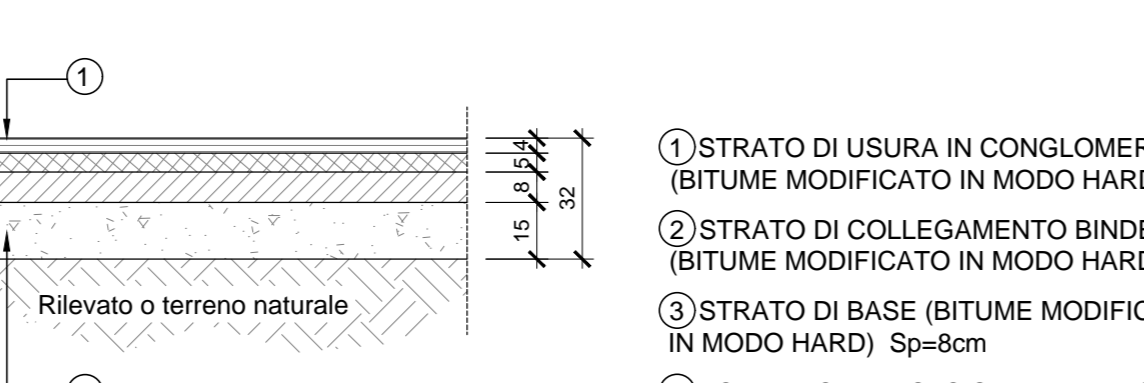 1
4
5
8
15
32
Rilevato o terreno naturale
1 STRATO DI USURA IN CONGLOMER
(BITUME MODIFICATO IN MODO HARD
2 STRATO DI COLLEGAMENTO BINDE
(BITUME MODIFICATO IN MODO HARD
3 STRATO DI BASE (BITUME MODIFIC
IN MODO HARD) Sp=8cm